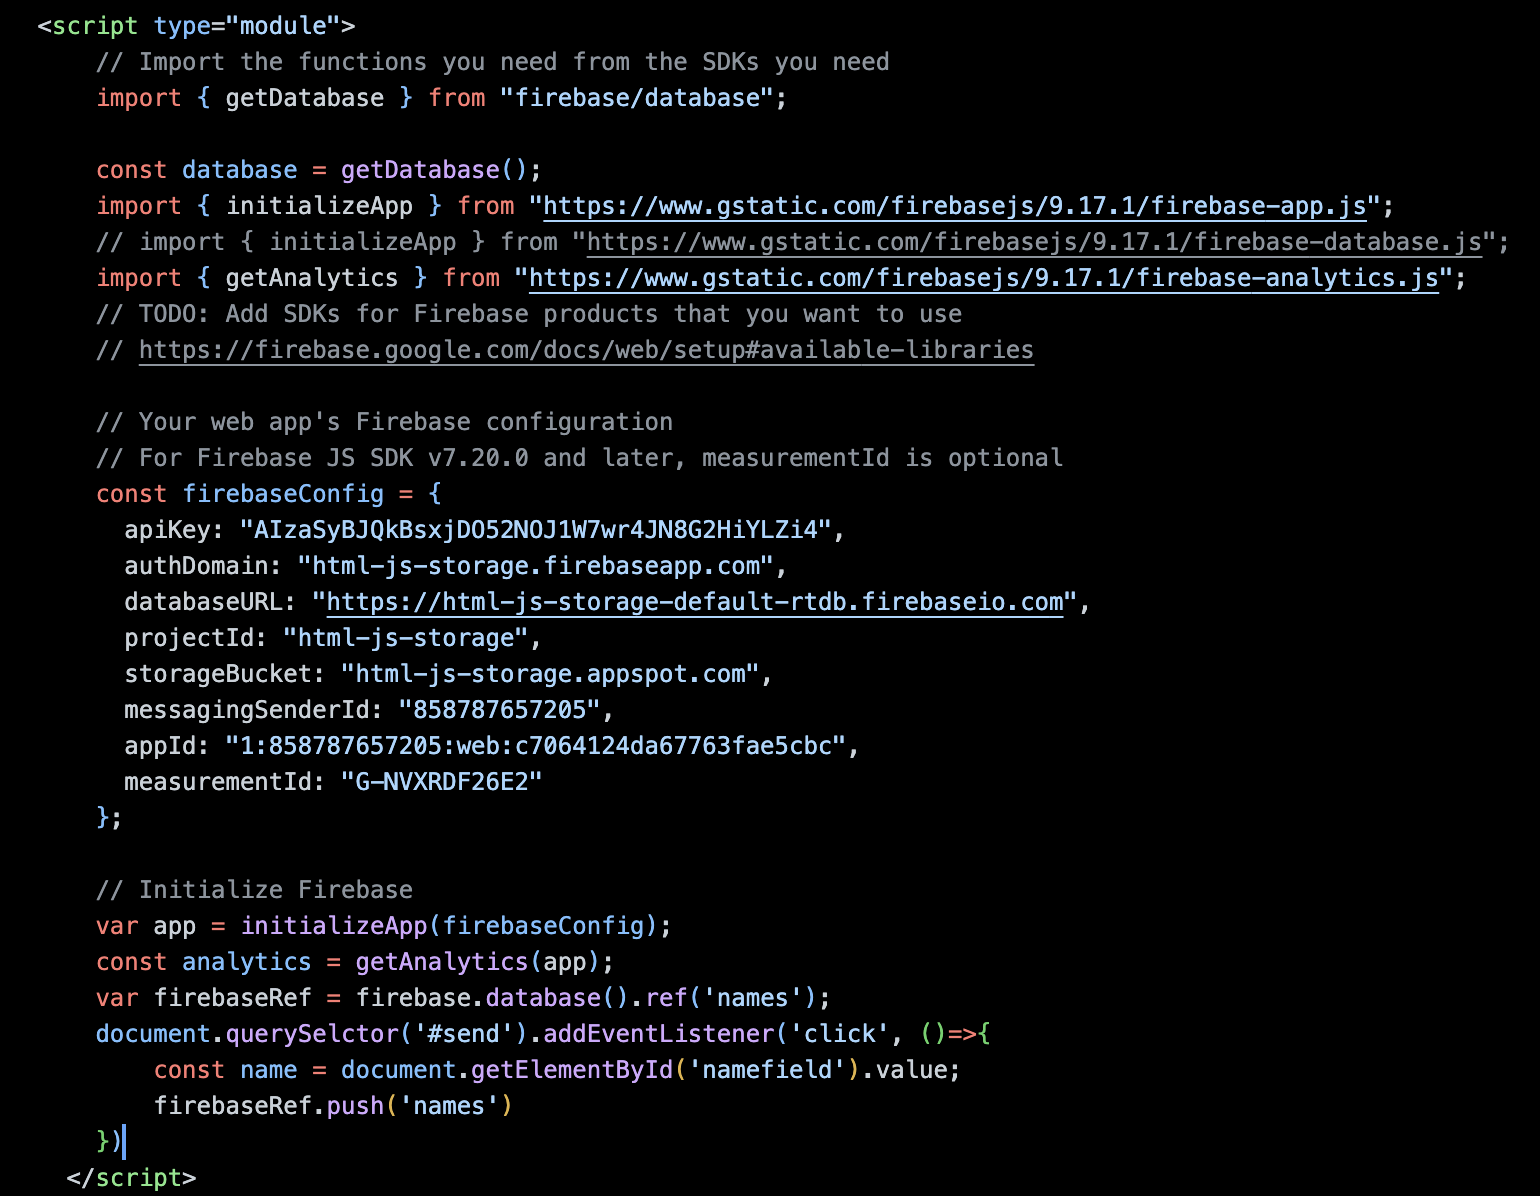 <script type="module">
// Import the functions you need from the SDKs you need
import { getDatabase } from "firebase/database";
const database = getDatabase();
import { initializeApp } from "https://www.gstatic.com/firebasejs/9.17.1/firebase-app.js";
// import { initializeApp } from "https://www.gstatic.com/firebasejs/9.17.1/firebase-database.js";
import { getAnalytics } from "https://www.gstatic.com/firebasejs/9.17.1/firebase-analytics.js";
// TODO: Add SDKs for Firebase products that you want to use
// https://firebase.google.com/docs/web/setup#available-libraries
// Your web app's Firebase configuration
// For Firebase JS SDK v7.20.0 and later, measurementId is optional
const firebaseConfig = {
apiKey: "AIzaSyBJQkBsxjDO52NOJ1W7wr4JN8G2HiYLZi4",
authDomain: "html-js-storage.firebaseapp.com",
databaseURL: "https://html-js-storage-default-rtdb.firebaseio.com",
projectId: "html-js-storage",
storageBucket: "html-js-storage.appspot.com",
messagingSenderId: "858787657205",
appId: "1:858787657205:web:c7064124da67763fae5cbc",
measurementId: "G-NVXRDF26E2"
};
// Initialize Firebase
var app = initializeApp(firebaseConfig);
const analytics = getAnalytics(app);
var firebaseRef = firebase.database().ref('names');
document.querySelctor('#send').addEventListener('click', ()=>{
const name = document.getElementById('namefield').value;
firebaseRef.push('names')
})
</script>